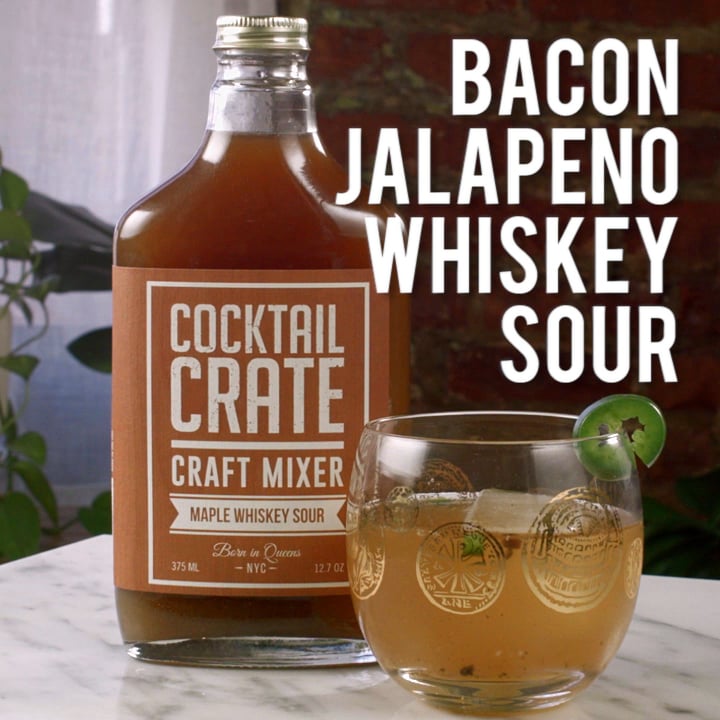 BACON
JALAPENO
WHISKEY
SOUR
COCKTAIL
CRATE
CRAFT MIXER
MAPLE WHISKEY SOUR
Born in Queens
– NYC –
375 ML
12.7 OZ